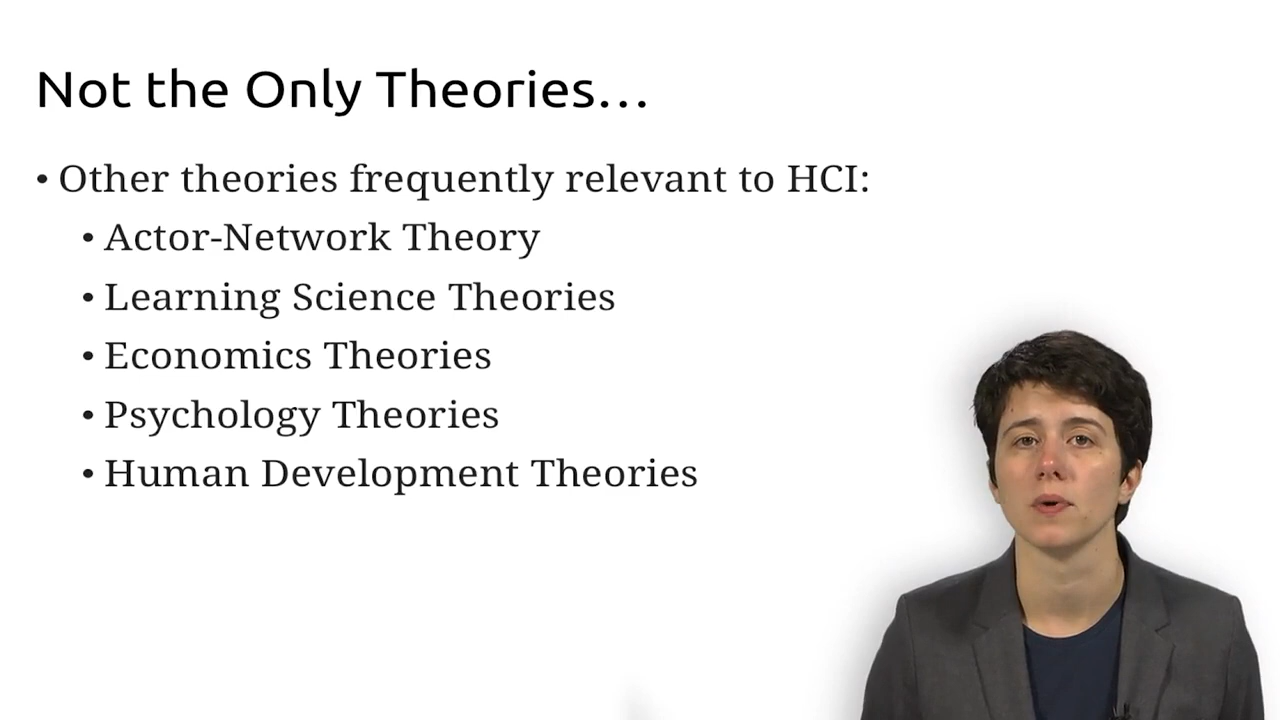 Not the Only Theories...
• Other theories frequently relevant to HCI:
• Actor-Network Theory
• Learning Science Theories
• Economics Theories
• Psychology Theories
• Human Development Theories